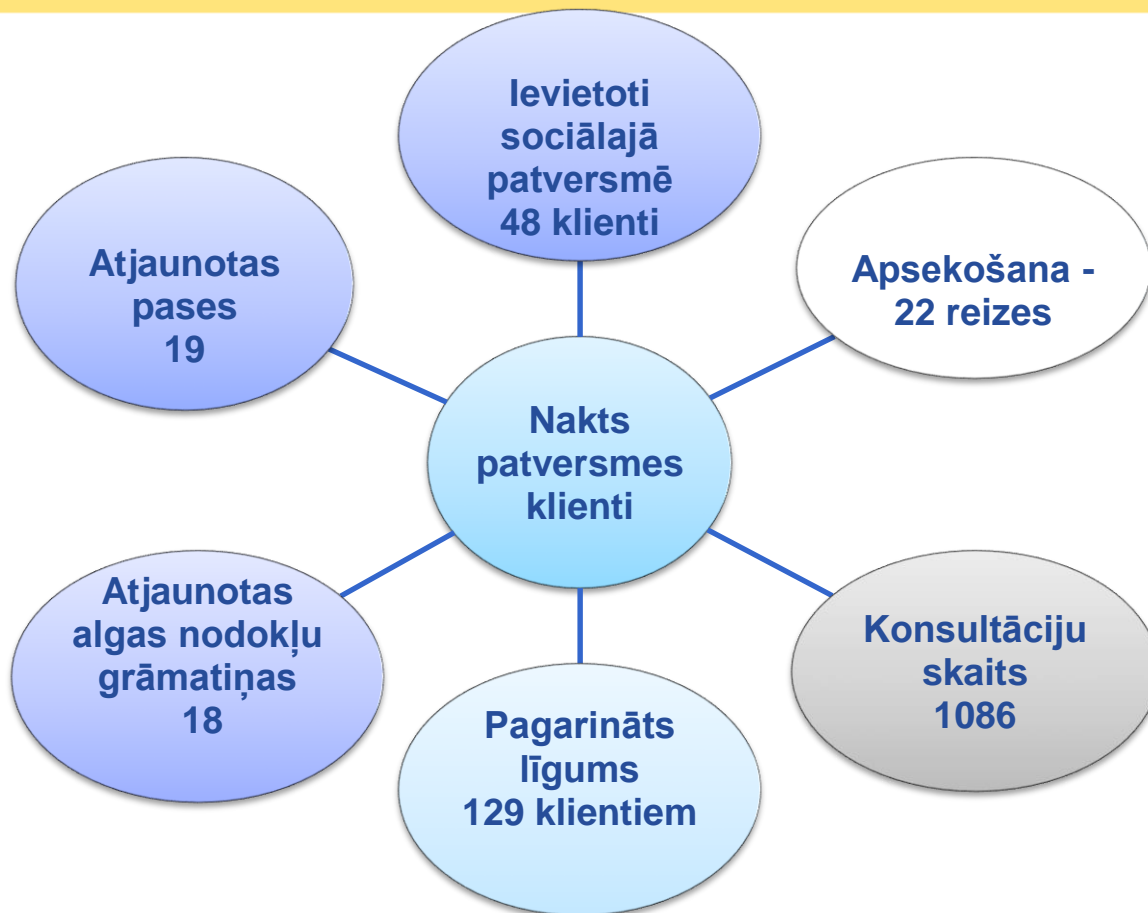 Ievietoti
sociālajā
patversmē
48 klienti
Atjaunotas
pases
19
Apsekošana -
22 reizes
Nakts
patversmes
klienti
Atjaunotas
algas nodokļu
grāmatiņas
18
Konsultāciju
skaits
1086
Pagarināts
līgums
129 klientiem